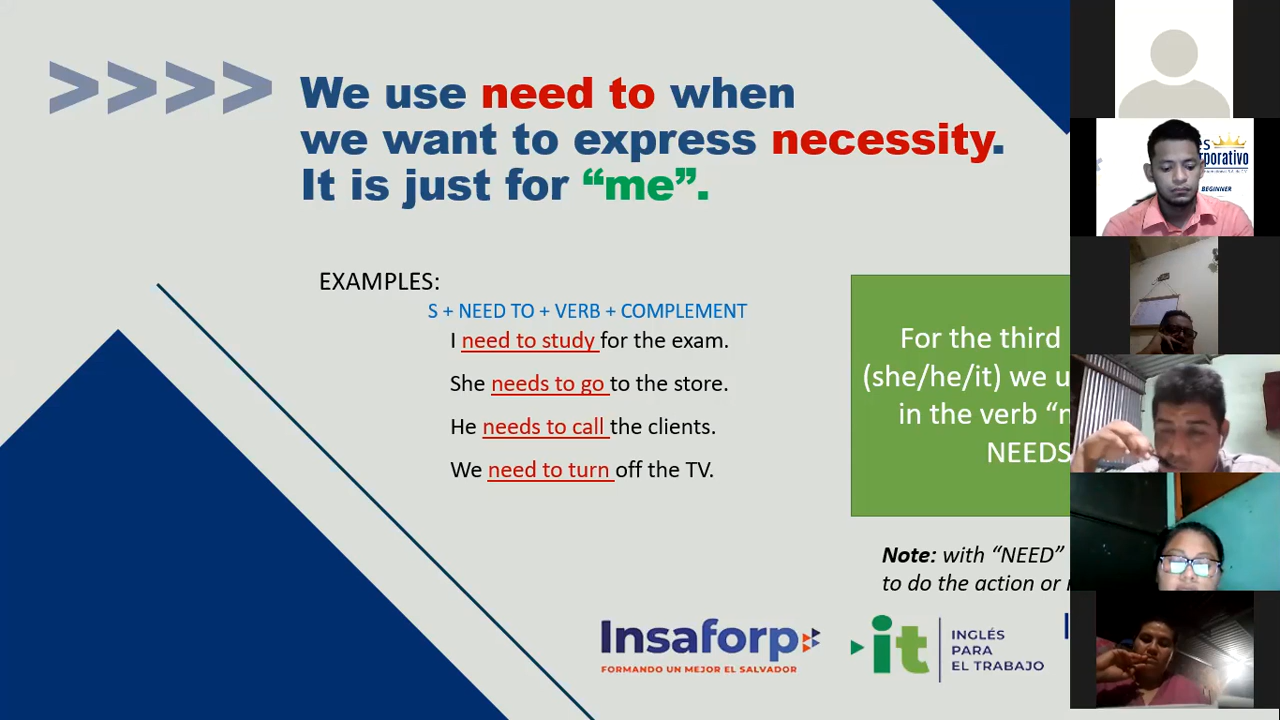 >>>>
We use need to when
we want to express necessity.
It is just for “me”.
EXAMPLES:
S + NEED TO + VERB + COMPLEMENT
I need to study for the exam.
She needs to go to the store.
He needs to call the clients.
We need to turn off the TV.
For the third
(she/he/it) we
in the verb
NEEDS
Note: with “NEED”
to do the action or
Insaforp
FORMANDO UN MEJOR EL SALVADOR
it
INGLÉS
PARA
EL TRABAJO
BEGINNER